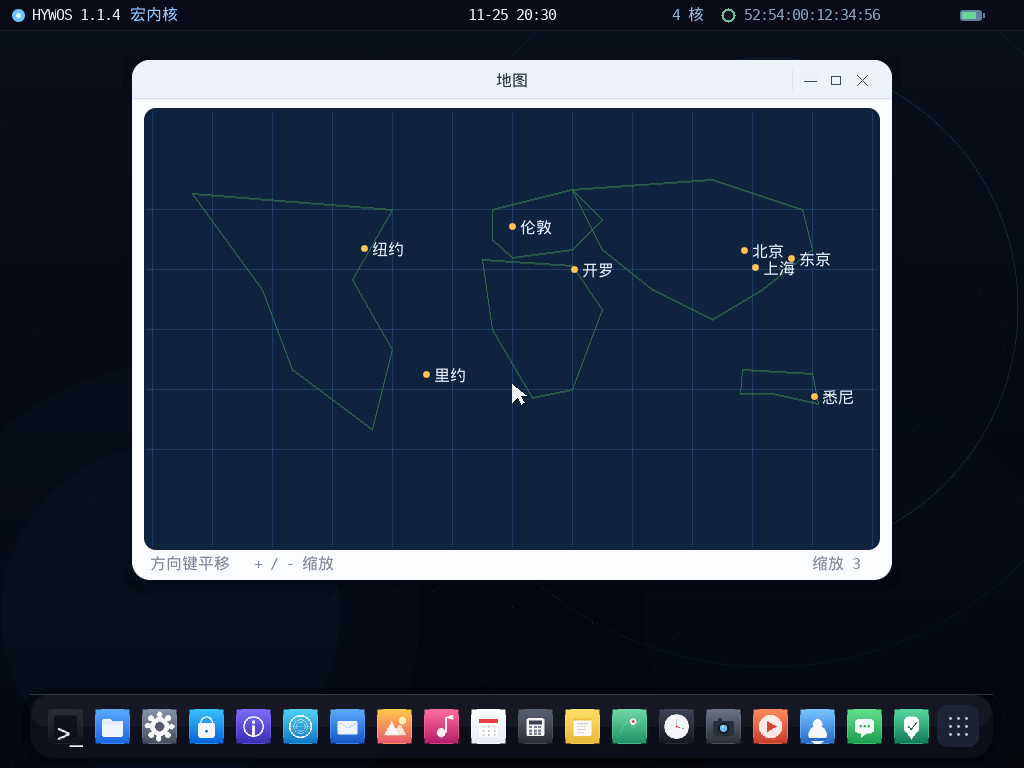 HYWOS 1.1.4 宏内核
11-25 20:30
4 核
52:54:00:12:34:56
地图
伦敦
纽约
北京
东京
上海
开罗
里约
悉尼
方向键平移 + / - 缩放
缩放 3
>_